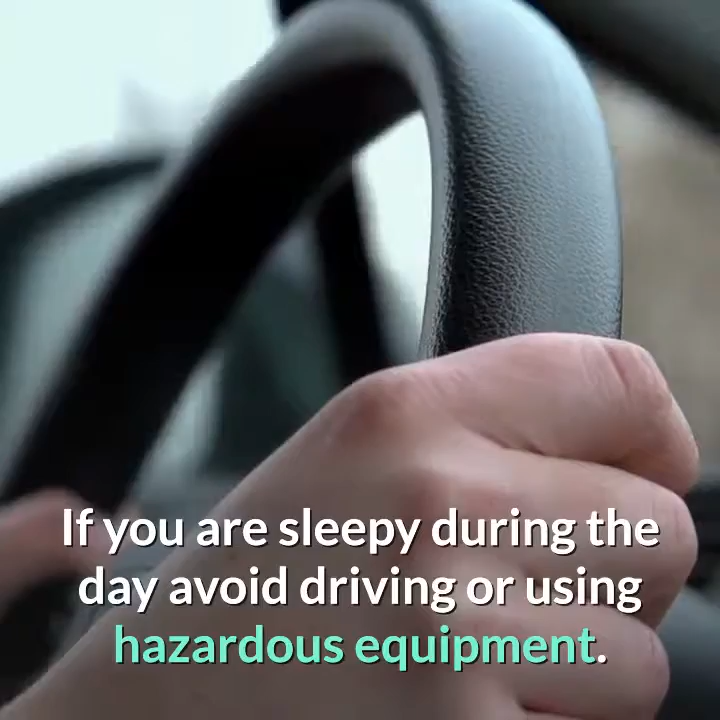 If you are sleepy during the
day avoid driving or using
hazardous equipment.